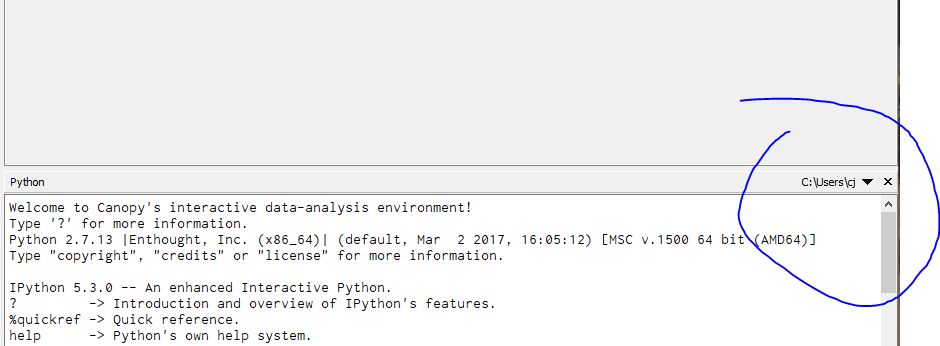 Python C:\Users\cj
Welcome to Canopy's interactive data-analysis environment!
Type '?' for more information.
Python 2.7.13 |Enthought, Inc. (x86_64)| (default, Mar  2 2017, 16:05:12) [MSC v.1500 64 bit (AMD64)]
Type "copyright", "credits" or "license" for more information.
IPython 5.3.0 -- An enhanced Interactive Python.
?         -> Introduction and overview of IPython's features.
%quickref -> Quick reference.
help      -> Python's own help system.